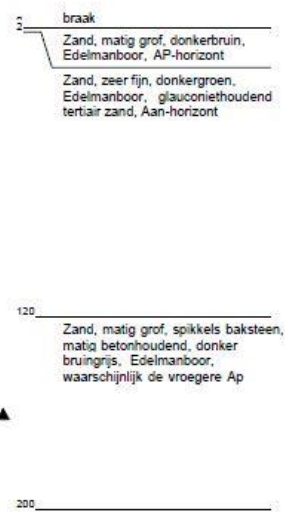 braak
Zand, matig grof, donkerbruin,
Edelmanboor, AP-horizont
Zand, zeer fijn, donkergroen,
Edelmanboor, glauconiethoudend
tertiair zand, Aan-horizont
120
Zand, matig grof, spikkels baksteen,
matig betonhoudend, donker
bruingrijs, Edelmanboor,
waarschijnlijk de vroegere Ap
200